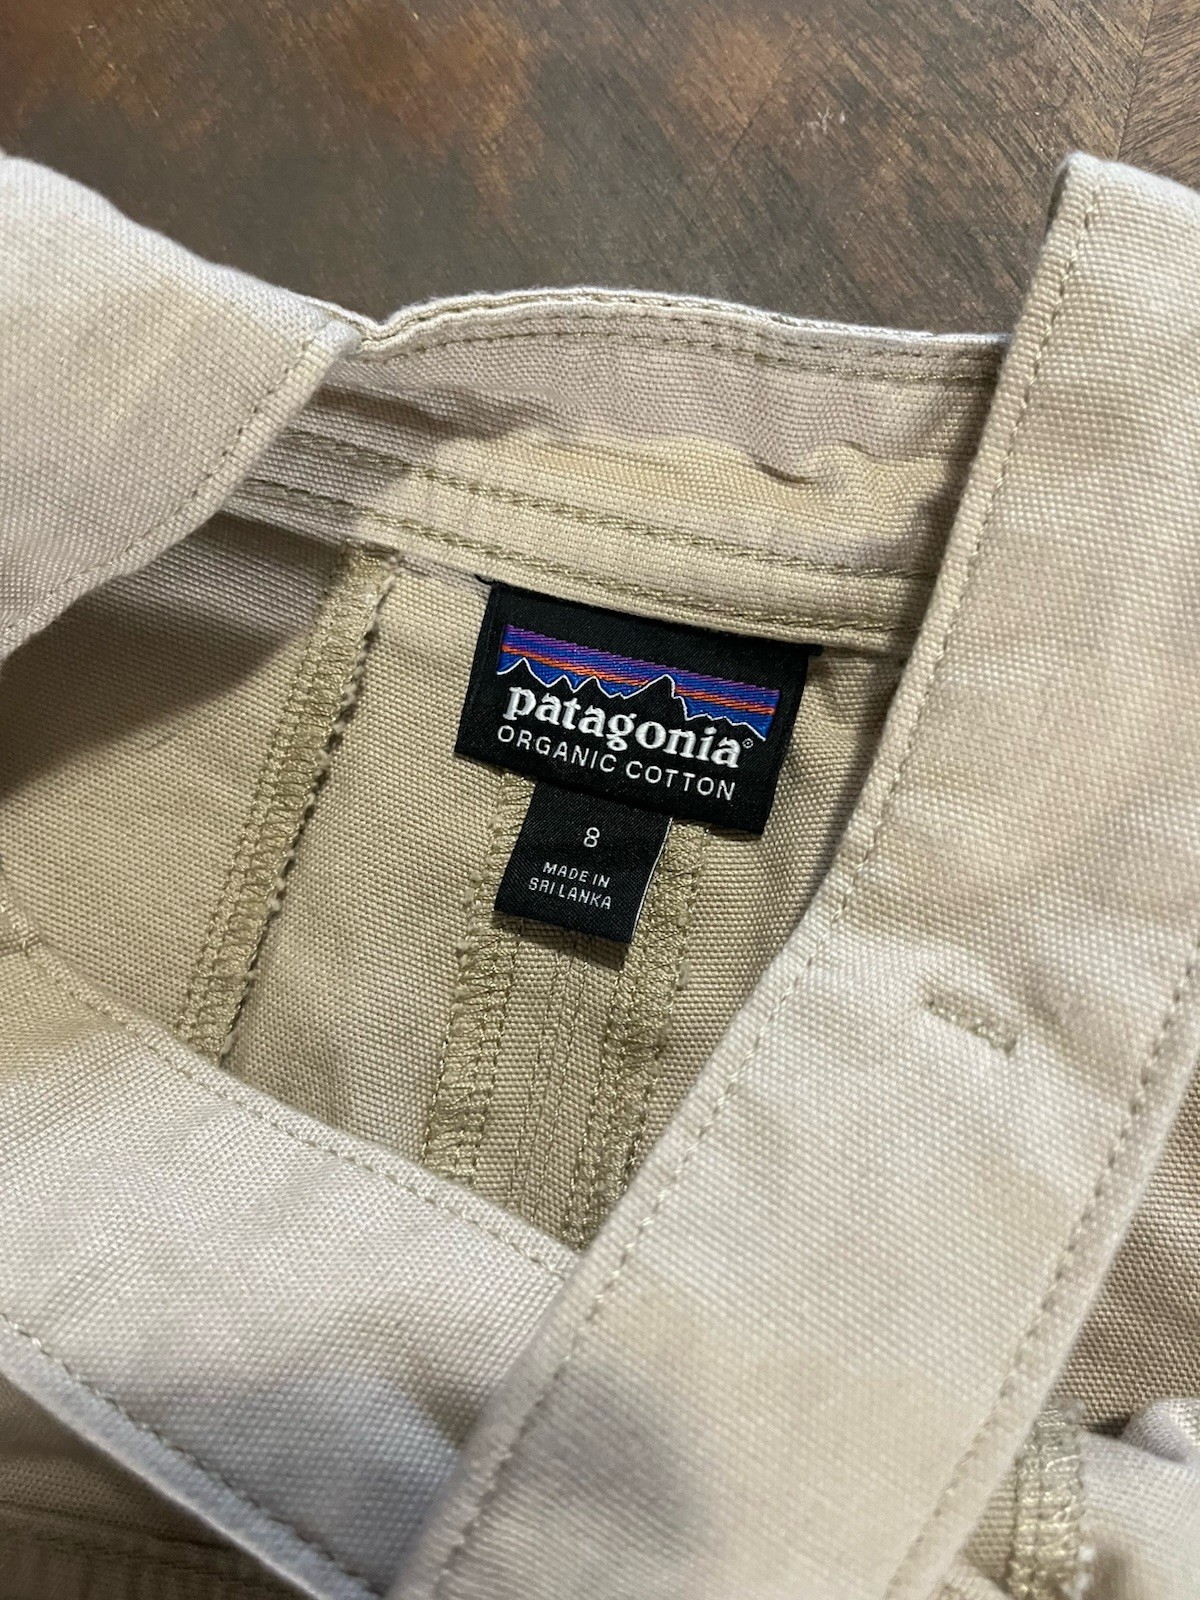 patagonia®
ORGANIC COTTON
8
MADE IN
SRI LANKA